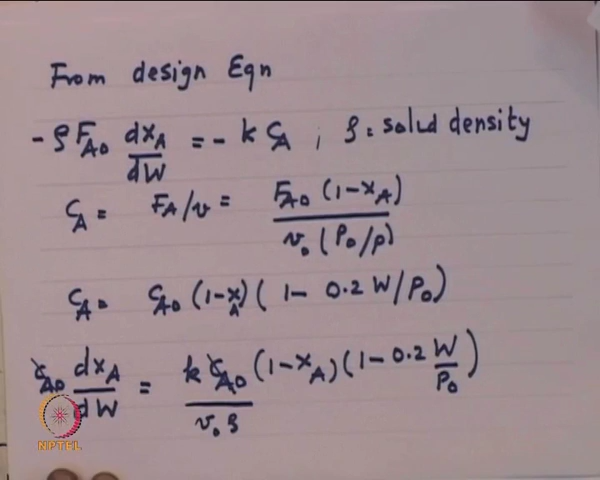 From design Eqn
- ρ F_A0 dx_A/dW = - k C_A ; ρ = solid density
C_A = F_A/v = F_A0 (1-x_A) / v_0 (P_0/P)
C_A = C_A0 (1-x_A) ( 1- 0.2 W/P_0)
C_A0 dx_A/dW = k C_A0 / v_0 ρ (1-x_A) (1-0.2 W/P_0)
NPTEL